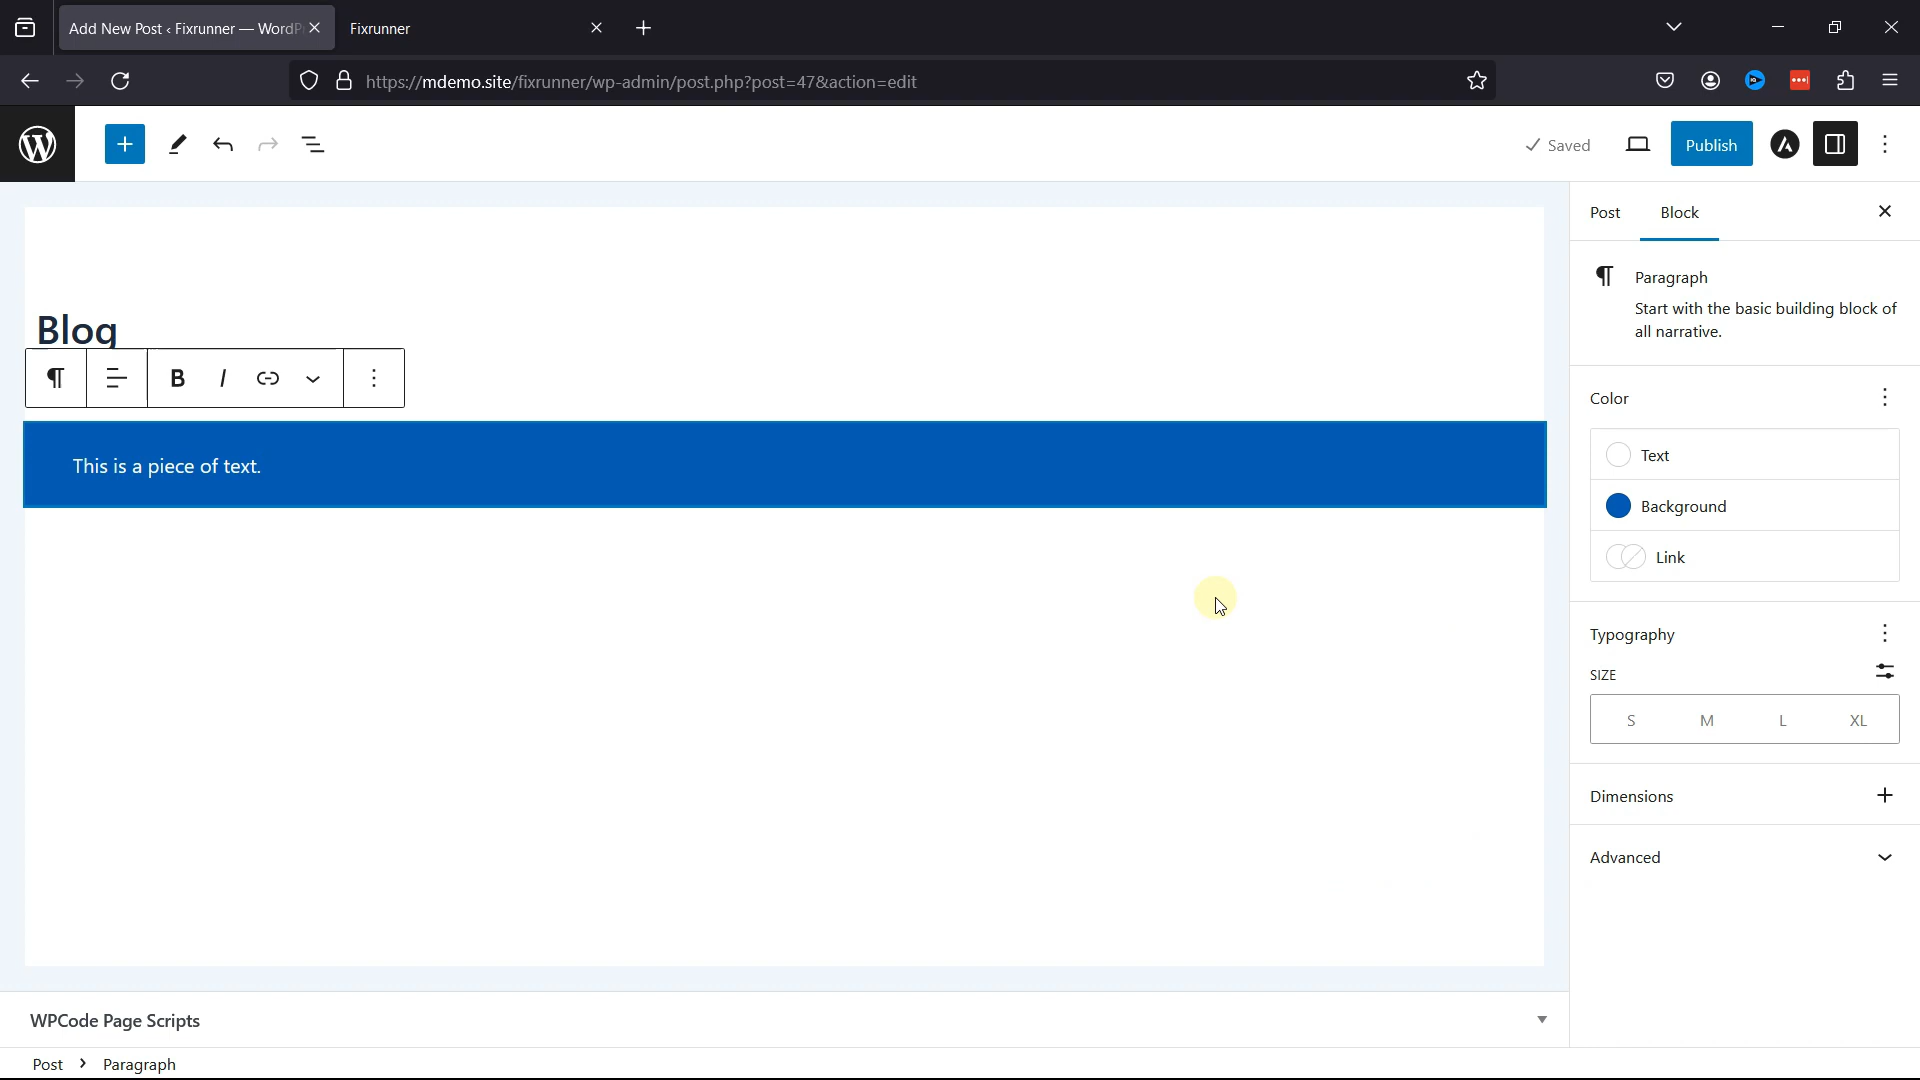 Add New Post ‹ Fixrunner — WordP
Fixrunner
https://mdemo.site/fixrunner/wp-admin/post.php?post=47&action=edit
Saved
Publish
Post
Block
Paragraph
Start with the basic building block of
all narrative.
Blog
B I
Color
This is a piece of text.
Text
Background
Link
Typography
SIZE
S M L XL
Dimensions
Advanced
WPCode Page Scripts
Post › Paragraph